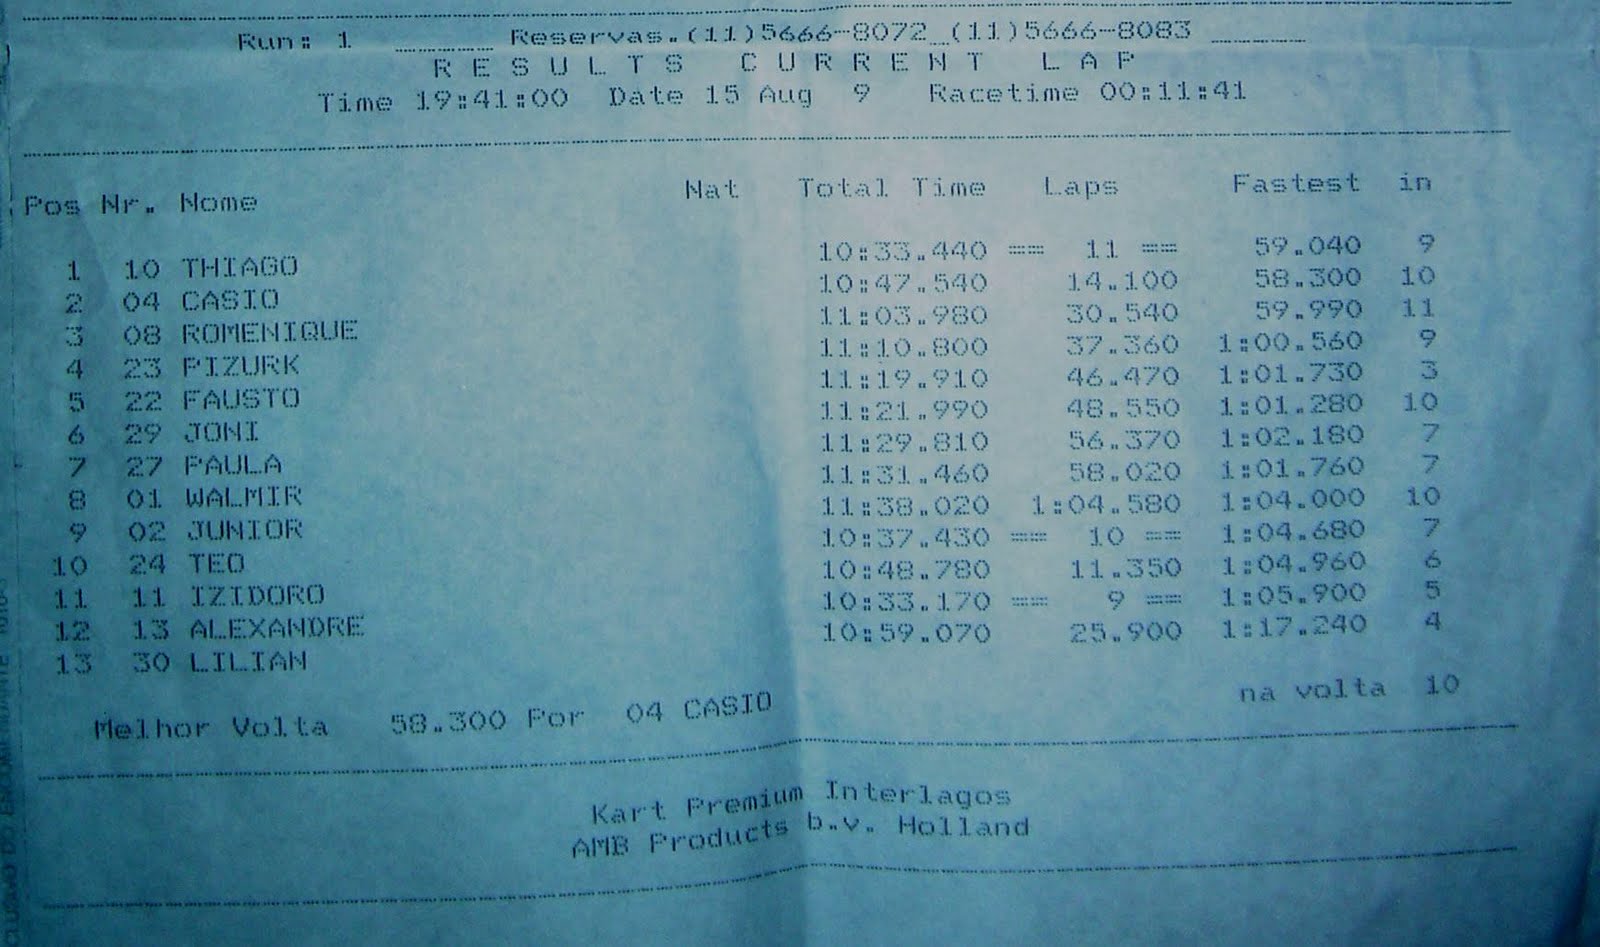 Run: 1 ________ Reservas.(11)5666-8072_(11)5666-8083 ________
RESULTS CURRENT LAP
Time 19:41:00 Date 15 Aug 9 Racetime 00:11:41
Pos Nr. Nome Nat Total Time Laps Fastest in
1 10 THIAGO 10:33.440 == 11 == 59.040 9
2 04 CASIO 10:47.540 14.100 58.300 10
3 08 ROMENIQUE 11:03.980 30.540 59.990 11
4 23 PIZURK 11:10.800 37.360 1:00.560 9
5 22 FAUSTO 11:19.910 46.470 1:01.730 3
6 29 JONI 11:21.990 48.550 1:01.280 10
7 27 PAULA 11:29.810 56.370 1:02.180 7
8 01 WALMIR 11:31.460 58.020 1:01.760 7
9 02 JUNIOR 11:38.020 1:04.580 1:04.000 10
10 24 TEO 10:37.430 == 10 == 1:04.680 7
11 11 IZIDORO 10:48.780 11.350 1:04.960 6
12 13 ALEXANDRE 10:33.170 == 9 == 1:05.900 5
13 30 LILIAN 10:59.070 25.900 1:17.240 4
Melhor Volta 58.300 Por 04 CASIO na volta 10
Kart Premium Interlagos
AMB Products b.v. Holland